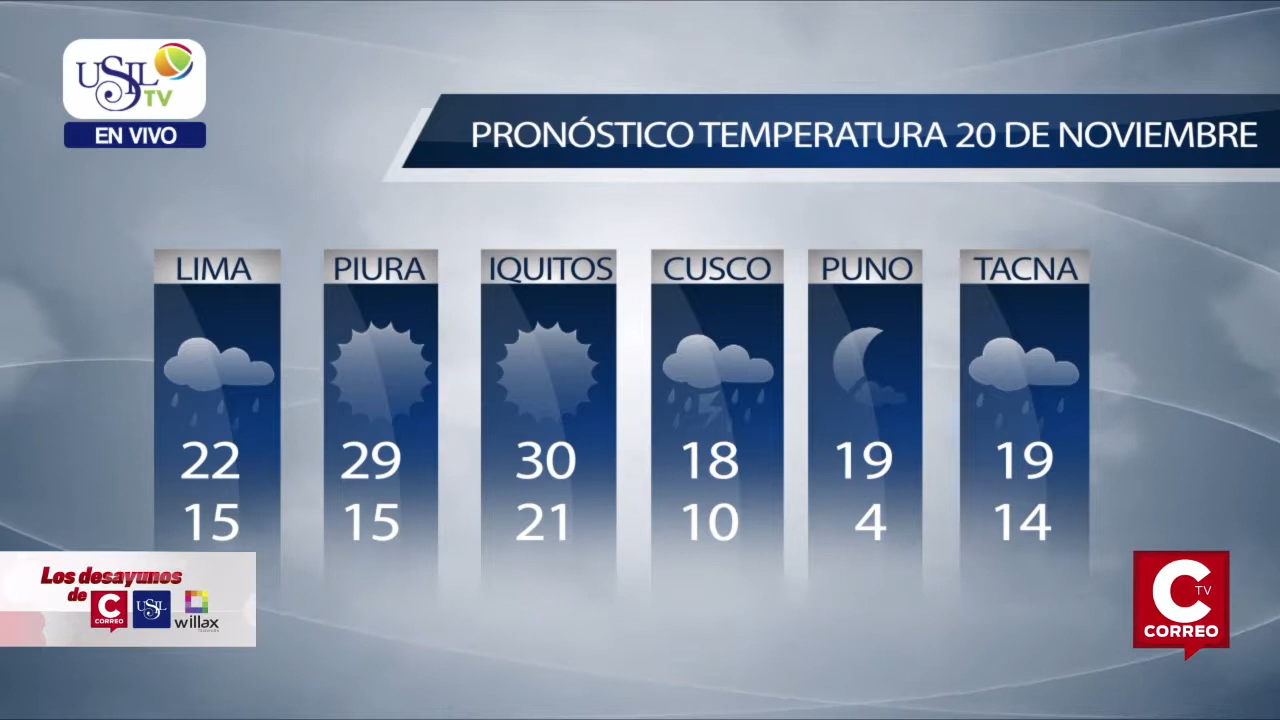 USIL
TV
EN VIVO
PRONÓSTICO TEMPERATURA 20 DE NOVIEMBRE
LIMA PIURA IQUITOS CUSCO PUNO TACNA
22 29 30 18 19 19
15 15 21 10 4 14
Los desayunos
de C CORREO USIL willax
C TV
CORREO